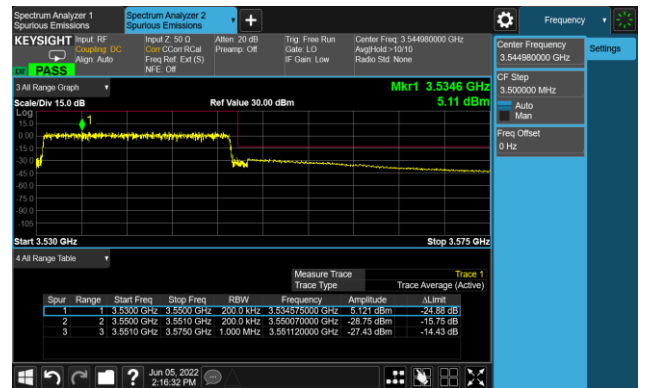 Spectrum Analyzer 1
Spurious Emissions
Spectrum Analyzer 2
Spurious Emissions
Frequency
KEYSIGHT
Input: RF
Coupling: DC
Align: Auto
Input Z: 50 Ω
Corr CCorr RCal
Freq Ref: Ext (S)
NFE: Off
Atten: 20 dB
Preamp: Off
Trig: Free Run
Gate: LO
IF Gain: Low
Center Freq: 3.544980000 GHz
Avg|Hold:>10/10
Radio Std: None
PASS
Center Frequency
3.544980000 GHz
Settings
CF Step
3.500000 MHz
Auto
Man
Freq Offset
0 Hz
3 All Range Graph
Mkr1 3.5346 GHz
Scale/Div 15.0 dB
Ref Value 30.00 dBm
5.11 dBm
Log
15.0
0.00
-15.0
-30.0
-45.0
-60.0
-75.0
-90.0
-105
1
Start 3.530 GHz
Stop 3.575 GHz
4 All Range Table
Measure Trace Trace 1
Trace Type Trace Average (Active)
Spur Range Start Freq Stop Freq RBW Frequency Amplitude ΔLimit
1 1 3.5300 GHz 3.5500 GHz 200.0 kHz 3.534575000 GHz 5.121 dBm -24.88 dB
2 2 3.5500 GHz 3.5510 GHz 200.0 kHz 3.550070000 GHz -28.75 dBm -15.75 dB
3 3 3.5510 GHz 3.5750 GHz 1.000 MHz 3.551120000 GHz -27.43 dBm -14.43 dB
Jun 05, 2022
2:16:32 PM